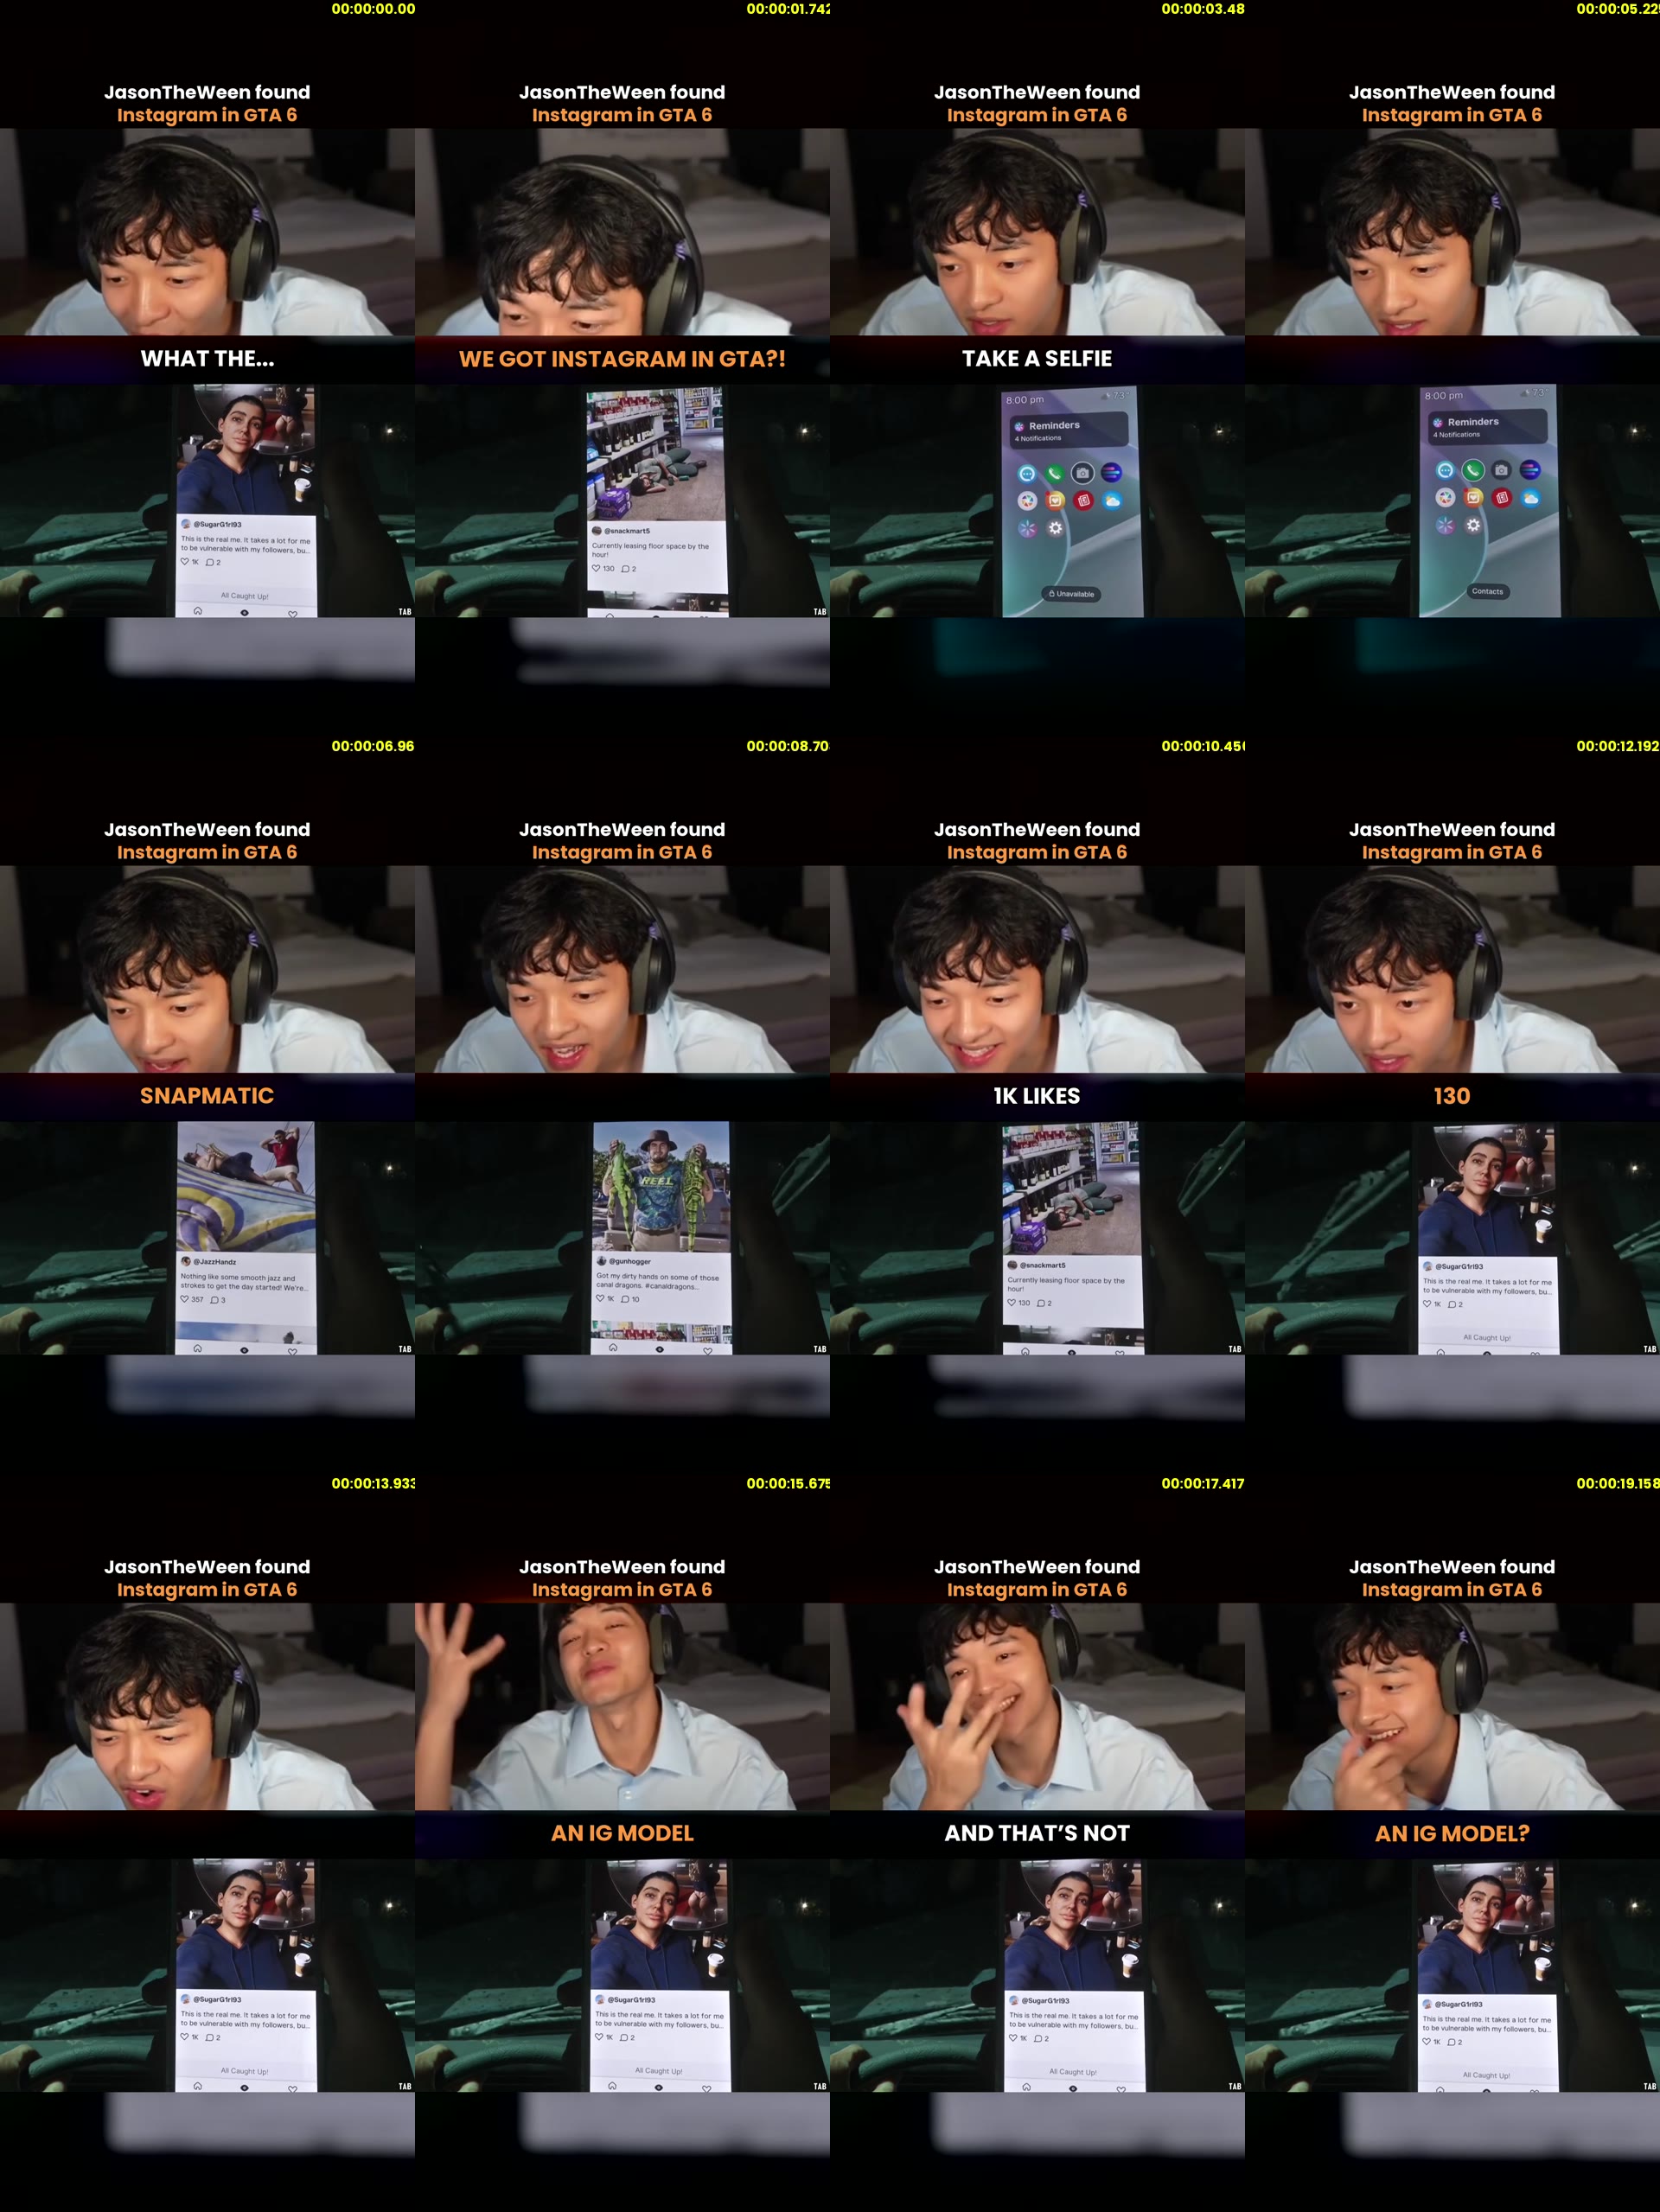 00:00:00.00
JasonTheWeen found
Instagram in GTA 6
WHAT THE...
@SugarG1rl93
This is the real me. It takes a lot for me
to be vulnerable with my followers, bu...
1K 2
All Caught Up!
TAB
00:00:01.742
JasonTheWeen found
Instagram in GTA 6
WE GOT INSTAGRAM IN GTA?!
@snackmart5
Currently leasing floor space by the
hour!
130 2
TAB
00:00:03.48
JasonTheWeen found
Instagram in GTA 6
TAKE A SELFIE
8:00 pm 73°
Reminders
4 Notifications
Unavailable
00:00:05.225
JasonTheWeen found
Instagram in GTA 6
8:00 pm 73°
Reminders
4 Notifications
Contacts
00:00:06.96
JasonTheWeen found
Instagram in GTA 6
SNAPMATIC
@JazzHandz
Nothing like some smooth jazz and
strokes to get the day started! We're...
357 3
TAB
00:00:08.70
JasonTheWeen found
Instagram in GTA 6
REEL
@gunhogger
Got my dirty hands on some of those
canal dragons. #canaldragons...
1K 10
TAB
00:00:10.450
JasonTheWeen found
Instagram in GTA 6
1K LIKES
@snackmart5
Currently leasing floor space by the
hour!
130 2
TAB
00:00:12.192
JasonTheWeen found
Instagram in GTA 6
130
@SugarG1rl93
This is the real me. It takes a lot for me
to be vulnerable with my followers, bu...
1K 2
All Caught Up!
TAB
00:00:13.933
JasonTheWeen found
Instagram in GTA 6
@SugarG1rl93
This is the real me. It takes a lot for me
to be vulnerable with my followers, bu...
1K 2
All Caught Up!
TAB
00:00:15.675
JasonTheWeen found
Instagram in GTA 6
AN IG MODEL
@SugarG1rl93
This is the real me. It takes a lot for me
to be vulnerable with my followers, bu...
1K 2
All Caught Up!
TAB
00:00:17.417
JasonTheWeen found
Instagram in GTA 6
AND THAT'S NOT
@SugarG1rl93
This is the real me. It takes a lot for me
to be vulnerable with my followers, bu...
1K 2
All Caught Up!
TAB
00:00:19.158
JasonTheWeen found
Instagram in GTA 6
AN IG MODEL?
@SugarG1rl93
This is the real me. It takes a lot for me
to be vulnerable with my followers, bu...
1K 2
All Caught Up!
TAB